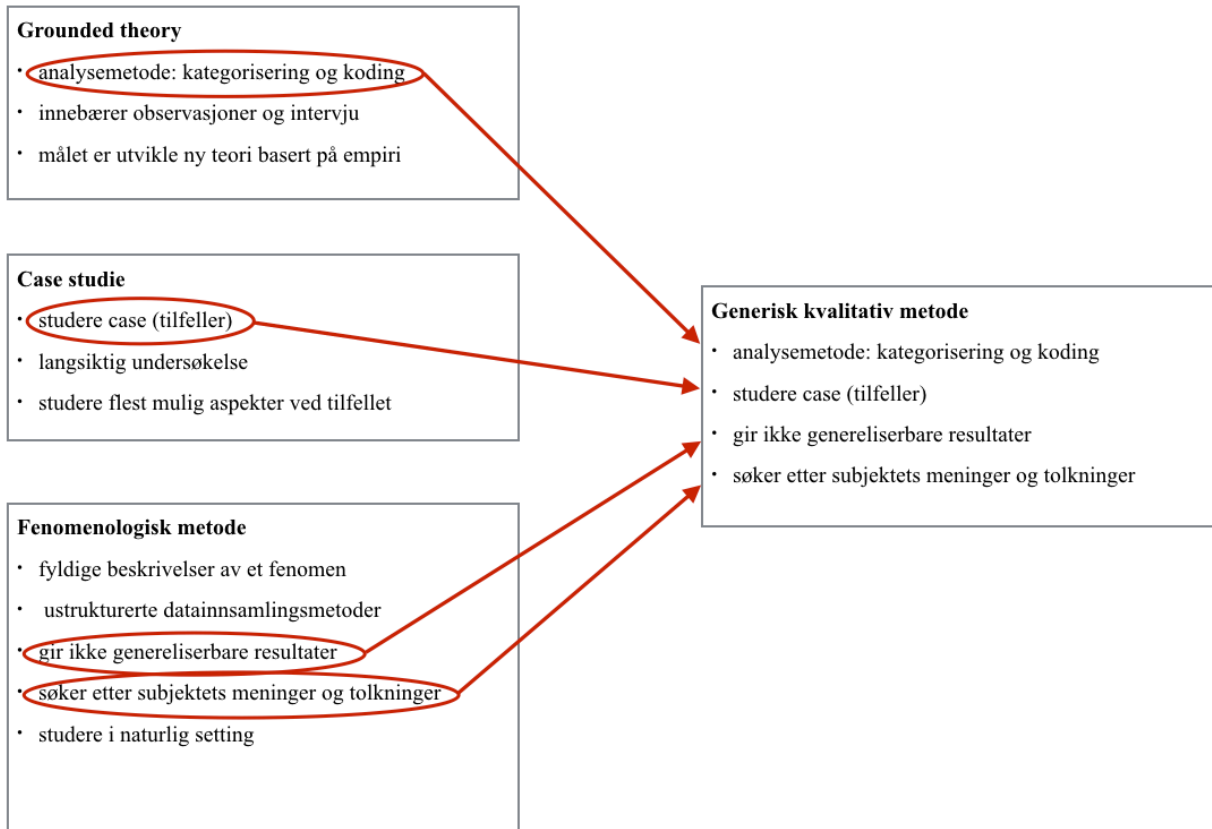 Grounded theory
· analysemetode: kategorisering og koding
· innebærer observasjoner og intervju
· målet er utvikle ny teori basert på empiri
Case studie
· studere case (tilfeller)
· langsiktig undersøkelse
· studere flest mulig aspekter ved tilfellet
Fenomenologisk metode
· fyldige beskrivelser av et fenomen
· ustrukturerte datainnsamlingsmetoder
· gir ikke genereliserbare resultater
· søker etter subjektets meninger og tolkninger
· studere i naturlig setting
Generisk kvalitativ metode
· analysemetode: kategorisering og koding
· studere case (tilfeller)
· gir ikke genereliserbare resultater
· søker etter subjektets meninger og tolkninger